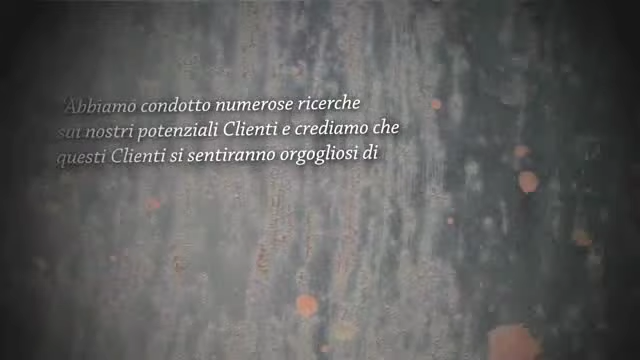 "Abbiamo condotto numerose ricerche
sui nostri potenziali Clienti e crediamo che
questi Clienti si sentiranno orgogliosi di